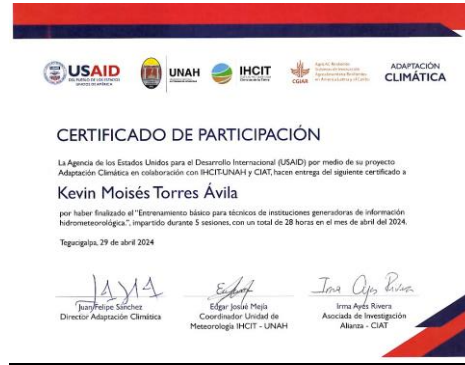 USAID
DEL PUEBLO DE LOS ESTADOS
UNIDOS DE AMÉRICA
UNAH
IHCIT
CGIAR
ADAPTACIÓN
CLIMÁTICA
CERTIFICADO DE PARTICIPACIÓN
La Agencia de los Estados Unidos para el Desarrollo Internacional (USAID) por medio de su proyecto
Adaptación Climática en colaboración con IHCIT-UNAH y CIAT, hacen entrega del siguiente certificado a
Kevin Moisés Torres Ávila
por haber finalizado el "Entrenamiento básico para técnicos de instituciones generadoras de información
hidrometeorológica.", impartido durante 5 sesiones, con un total de 28 horas en el mes de abril del 2024.
Tegucigalpa, 29 de abril 2024
Juan Felipe Sánchez
Director Adaptación Climática
Edgar Josué Mejía
Coordinador Unidad de
Meteorología IHCIT - UNAH
Irma Ayes Rivera
Irma Ayes Rivera
Asociada de Investigación
Alianza - CIAT